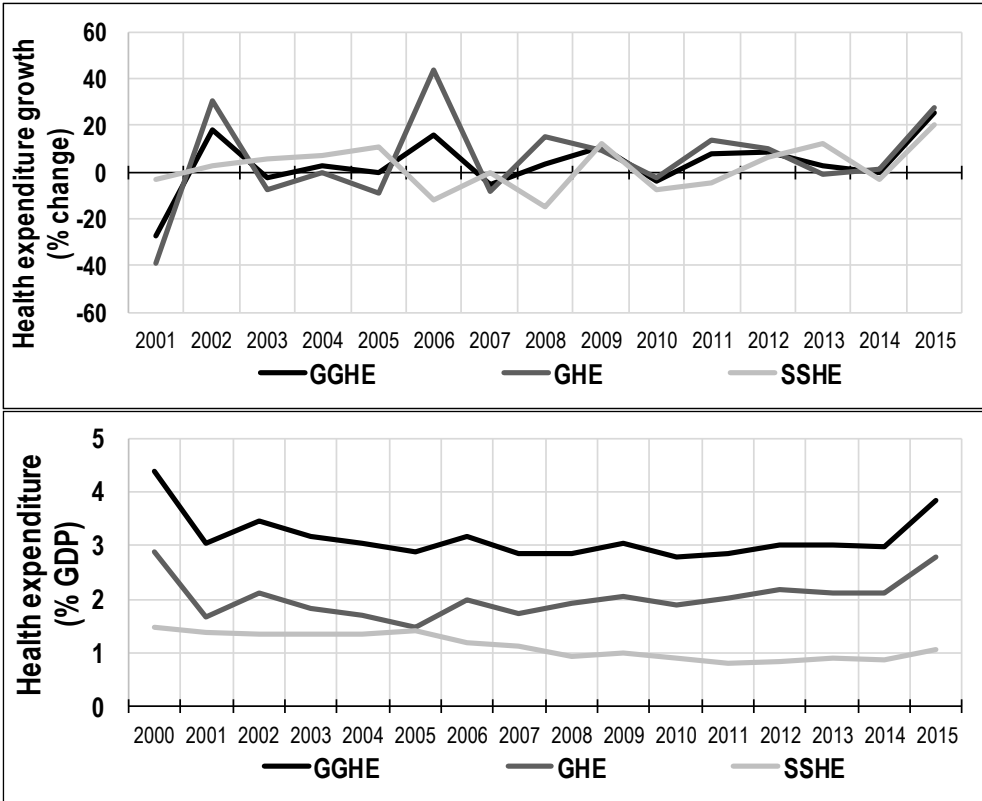 Health expenditure growth
(% change)
60
40
20
0
-20
-40
-60
2001 2002 2003 2004 2005 2006 2007 2008 2009 2010 2011 2012 2013 2014 2015
GGHE GHE SSHE
Health expenditure
(% GDP)
5
4
3
2
1
0
2000 2001 2002 2003 2004 2005 2006 2007 2008 2009 2010 2011 2012 2013 2014 2015
GGHE GHE SSHE